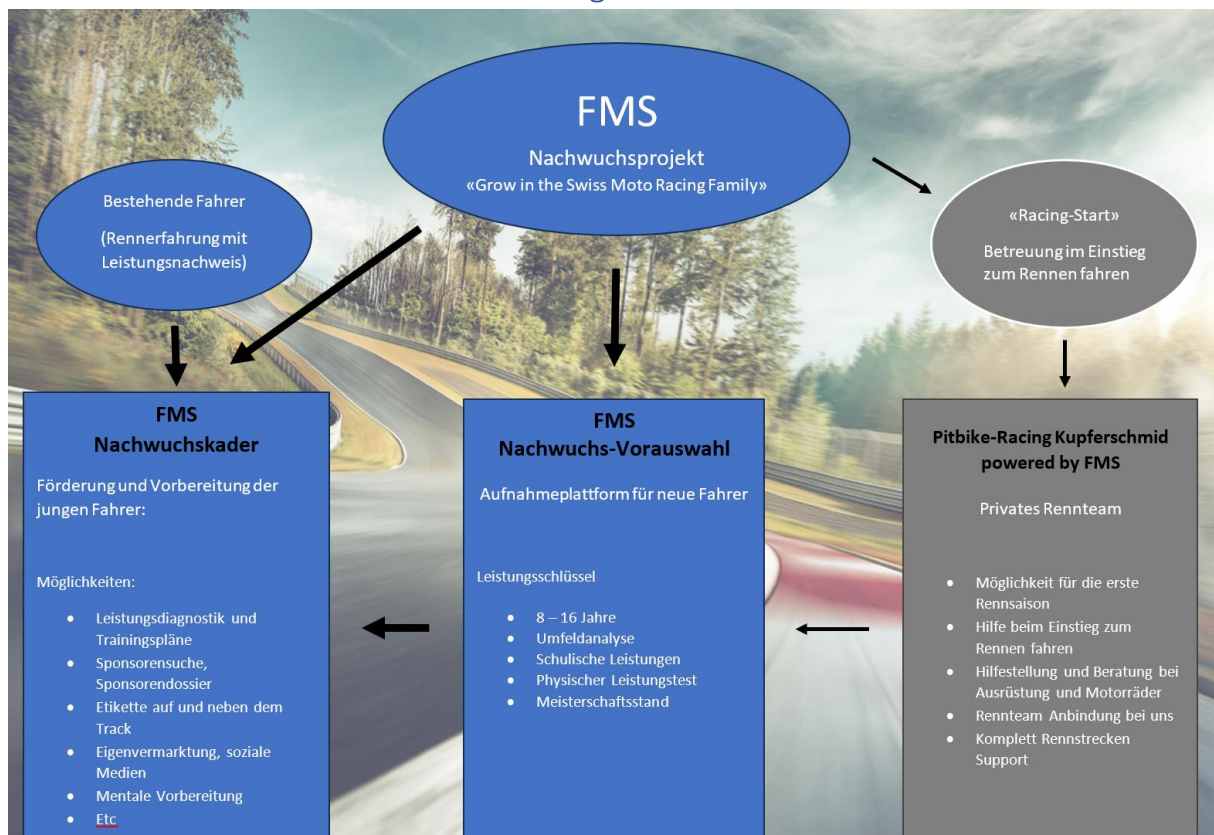 FMS
Nachwuchsprojekt
«Grow in the Swiss Moto Racing Family»
Bestehende Fahrer
(Rennerfahrung mit
Leistungsnachweis)
«Racing-Start»
Betreuung im Einstieg
zum Rennen fahren
FMS
Nachwuchskader
Förderung und Vorbereitung der
jungen Fahrer:
Möglichkeiten:
• Leistungsdiagnostik und
Trainingspläne
• Sponsorensuche,
Sponsorendossier
• Etikette auf und neben dem
Track
• Eigenvermarktung, soziale
Medien
• Mentale Vorbereitung
• Etc
FMS
Nachwuchs-Vorauswahl
Aufnahmeplattform für neue Fahrer
Leistungsschlüssel
• 8 – 16 Jahre
• Umfeldanalyse
• Schulische Leistungen
• Physischer Leistungstest
• Meisterschaftsstand
Pitbike-Racing Kupferschmid
powered by FMS
Privates Rennteam
• Möglichkeit für die erste
Rennsaison
• Hilfe beim Einstieg zum
Rennen fahren
• Hilfestellung und Beratung bei
Ausrüstung und Motorräder
• Rennteam Anbindung bei uns
• Komplett Rennstrecken
Support